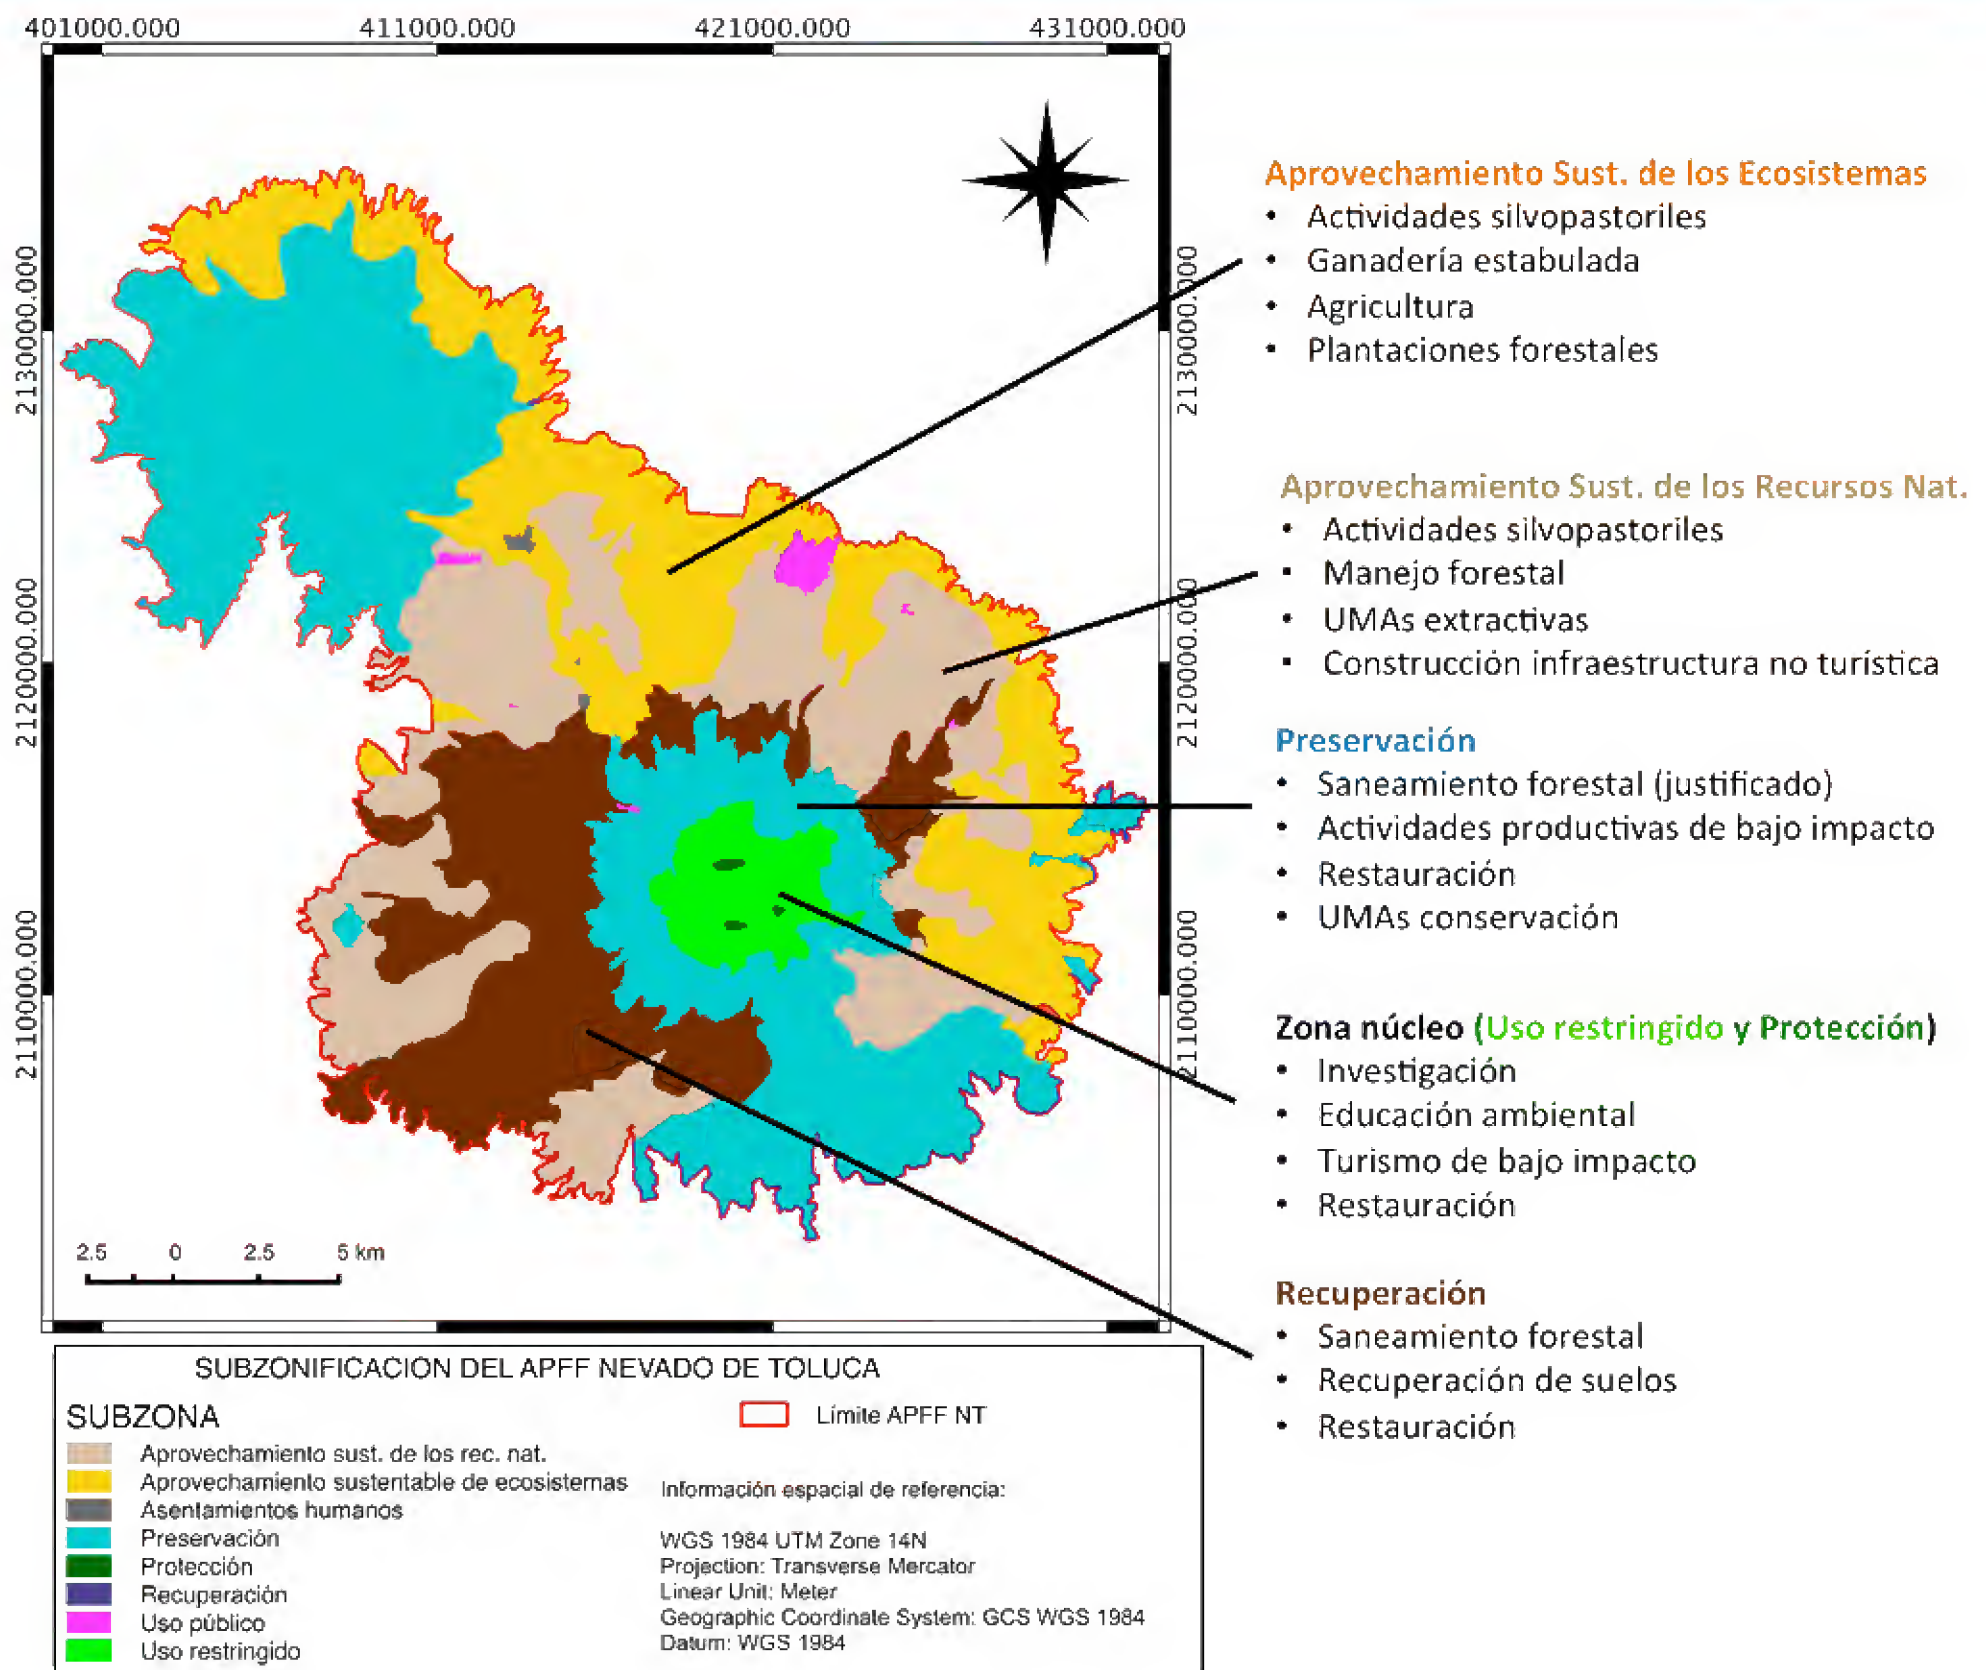 401000.000 411000.000 421000.000 431000.000
2130000.000
2120000.000
2110000.000
2130000.000
2120000.000
2110000.000
2.5 0 2.5 5 km
Aprovechamiento Sust. de los Ecosistemas
• Actividades silvopastoriles
• Ganadería estabulada
• Agricultura
• Plantaciones forestales
Aprovechamiento Sust. de los Recursos Nat.
• Actividades silvopastoriles
▪ Manejo forestal
• UMAs extractivas
▪ Construcción infraestructura no turística
Preservación
• Saneamiento forestal (justificado)
• Actividades productivas de bajo impacto
• Restauración
• UMAs conservación
Zona núcleo (Uso restringido y Protección)
• Investigación
• Educación ambiental
• Turismo de bajo impacto
• Restauración
Recuperación
• Saneamiento forestal
• Recuperación de suelos
• Restauración
SUBZONIFICACION DEL APFF NEVADO DE TOLUCA
SUBZONA
Aprovechamiento sust. de los rec. nat.
Aprovechamiento sustentable de ecosistemas
Asentamientos humanos
Preservación
Protección
Recuperación
Uso público
Uso restringido
Límite APFF NT
Información espacial de referencia:
WGS 1984 UTM Zone 14N
Projection: Transverse Mercator
Linear Unit: Meter
Geographic Coordinate System: GCS WGS 1984
Datum: WGS 1984